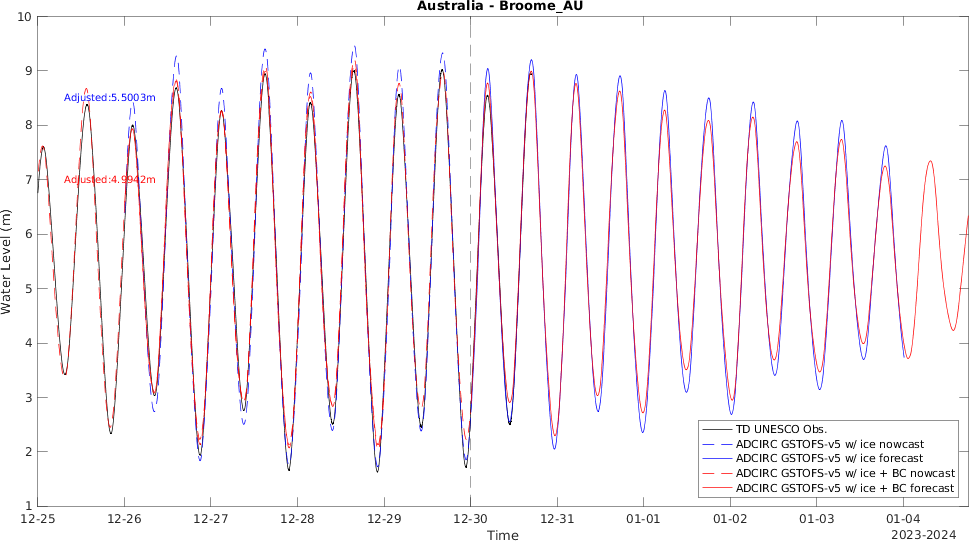 Australia - Broome_AU
10
9
8
7
6
5
4
3
2
1
Water Level (m)
Adjusted:5.5003m
Adjusted:4.9942m
TD UNESCO Obs.
ADCIRC GSTOFS-v5 w/ ice nowcast
ADCIRC GSTOFS-v5 w/ ice forecast
ADCIRC GSTOFS-v5 w/ ice + BC nowcast
ADCIRC GSTOFS-v5 w/ ice + BC forecast
12-25 12-26 12-27 12-28 12-29 12-30 12-31 01-01 01-02 01-03 01-04
Time
2023-2024